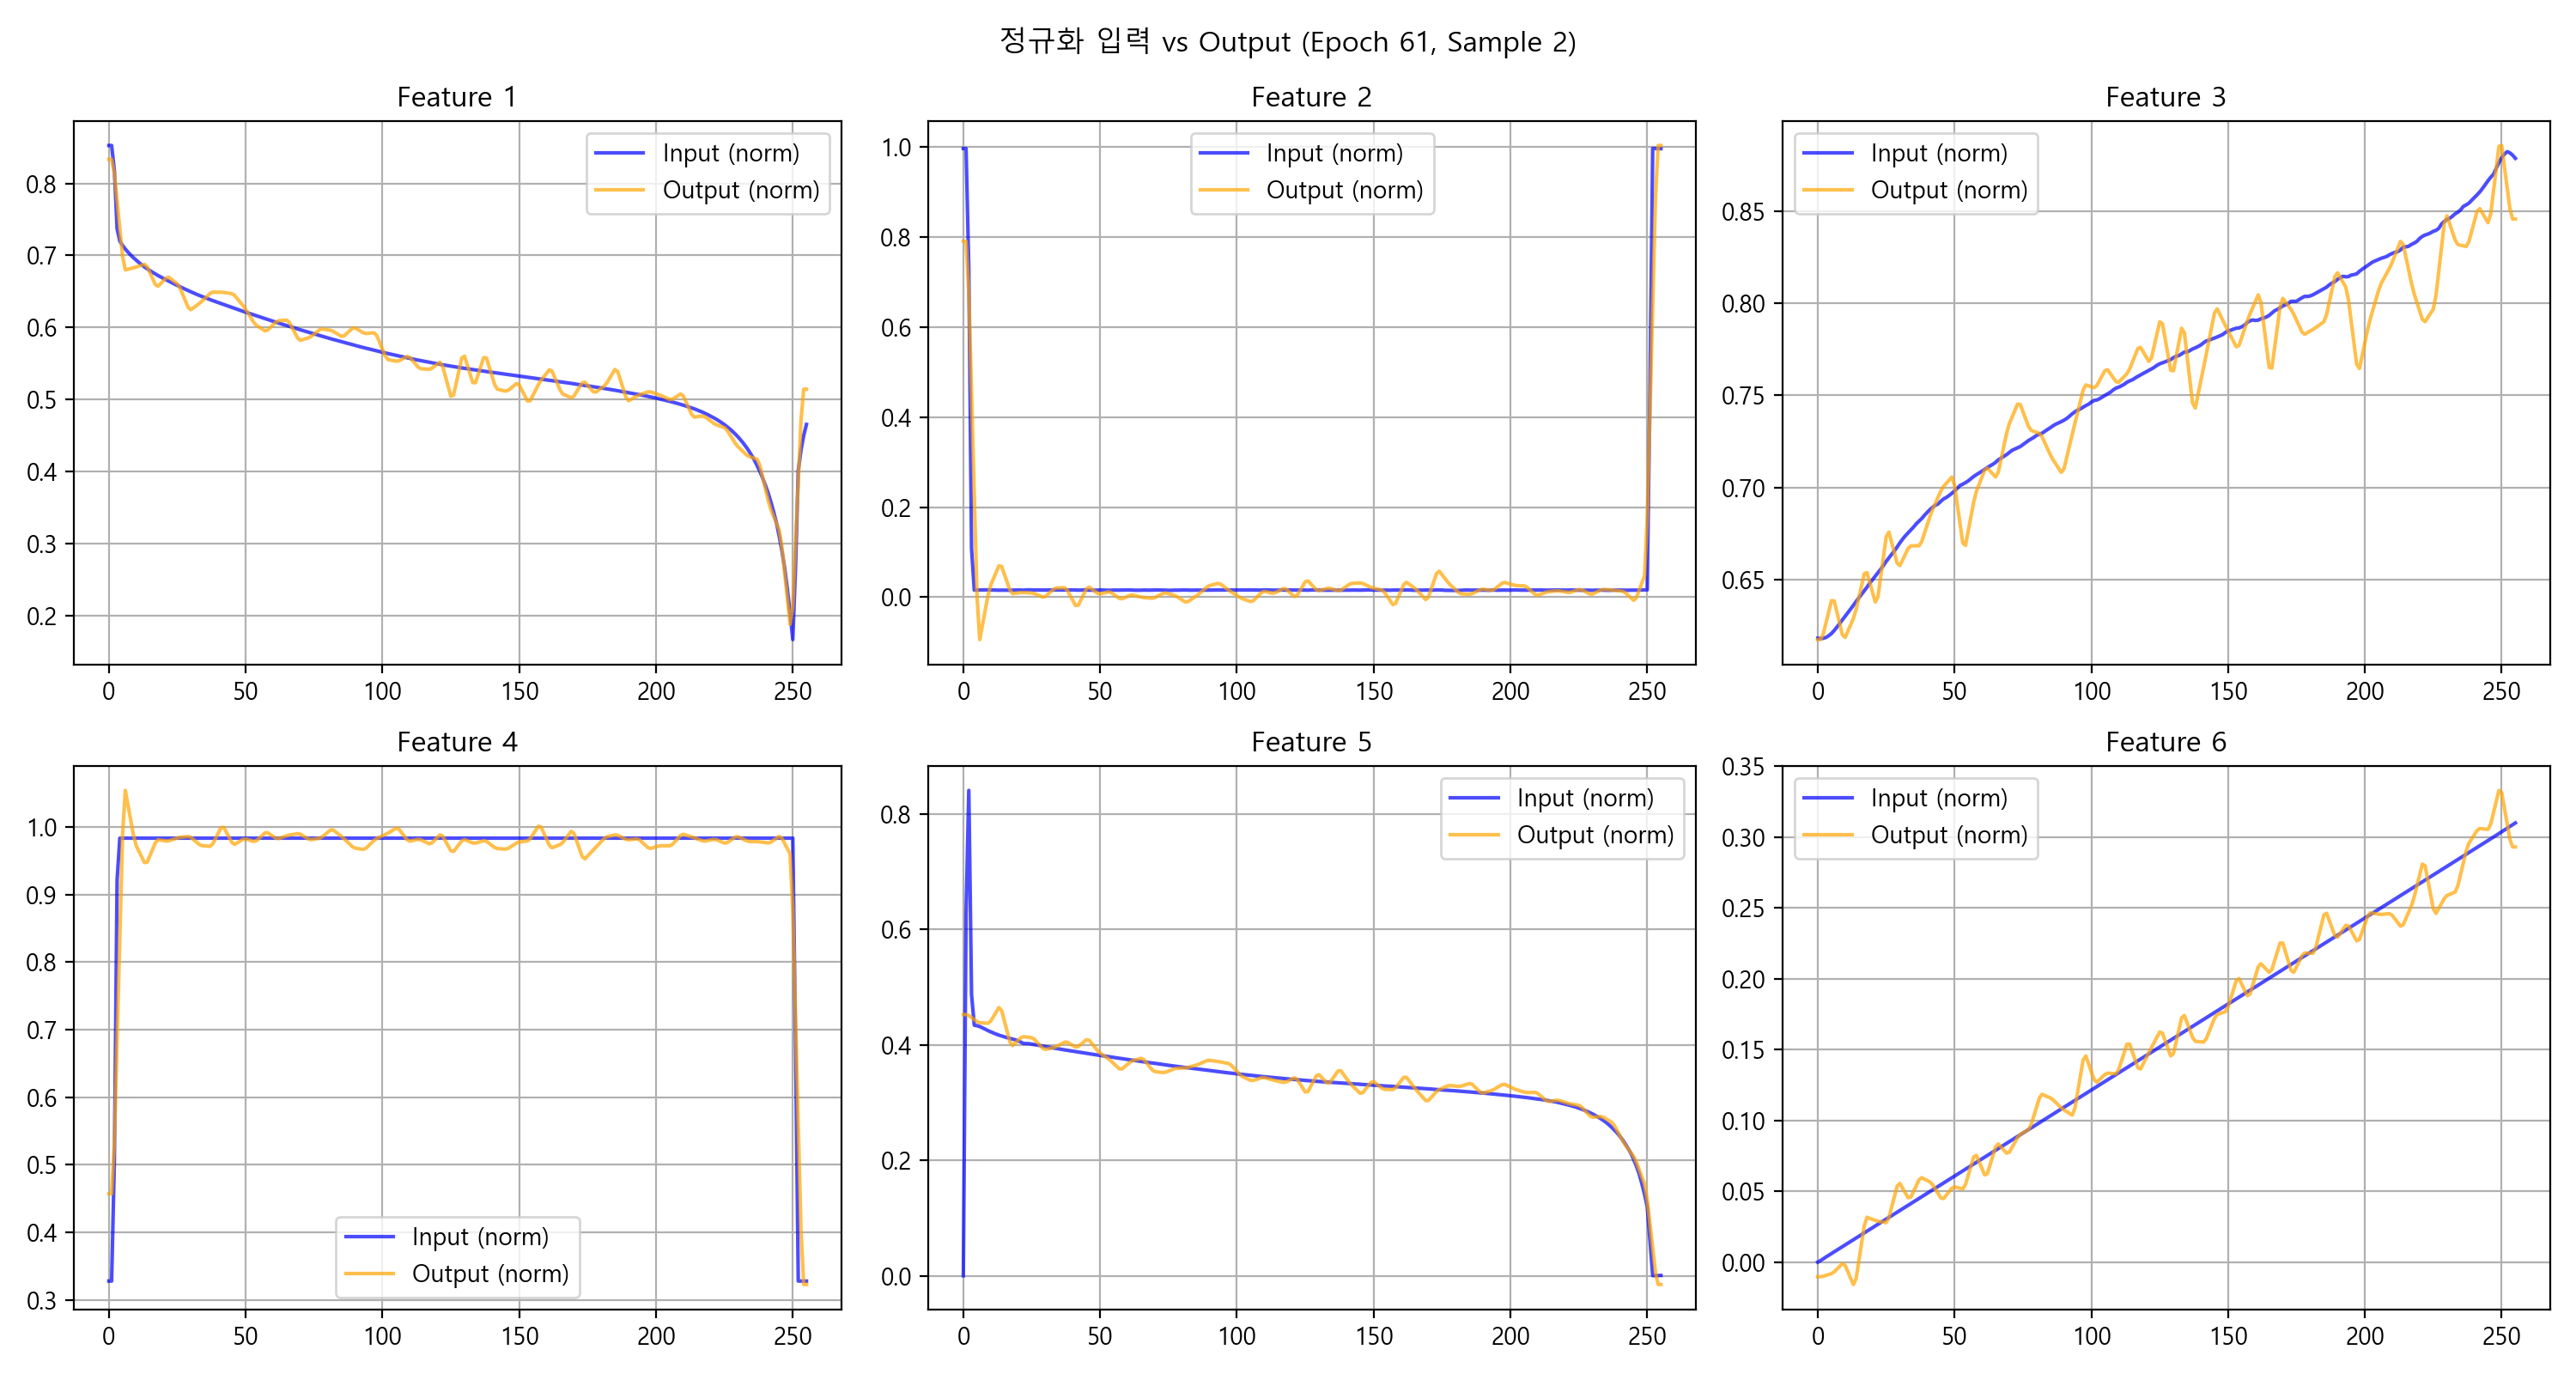 정규화 입력 vs Output (Epoch 61, Sample 2)
Feature 1
Input (norm)
Output (norm)
0.8
0.7
0.6
0.5
0.4
0.3
0.2
0 50 100 150 200 250
Feature 2
Input (norm)
Output (norm)
1.0
0.8
0.6
0.4
0.2
0.0
0 50 100 150 200 250
Feature 3
Input (norm)
Output (norm)
0.85
0.80
0.75
0.70
0.65
0 50 100 150 200 250
Feature 4
1.0
0.9
0.8
0.7
0.6
0.5
0.4
0.3
Input (norm)
Output (norm)
0 50 100 150 200 250
Feature 5
Input (norm)
Output (norm)
0.8
0.6
0.4
0.2
0.0
0 50 100 150 200 250
Feature 6
Input (norm)
Output (norm)
0.35
0.30
0.25
0.20
0.15
0.10
0.05
0.00
0 50 100 150 200 250